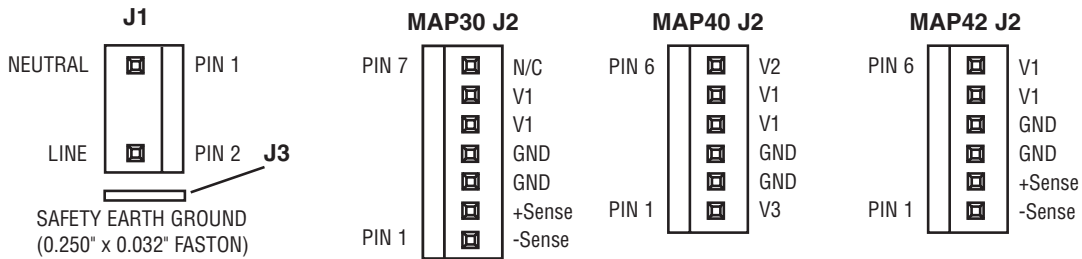 J1
NEUTRAL PIN 1
LINE PIN 2 J3
SAFETY EARTH GROUND
(0.250" x 0.032" FASTON)
MAP30 J2
PIN 7 N/C
V1
V1
GND
GND
+Sense
PIN 1 -Sense
MAP40 J2
PIN 6 V2
V1
V1
GND
GND
PIN 1 V3
MAP42 J2
PIN 6 V1
V1
GND
GND
+Sense
PIN 1 -Sense